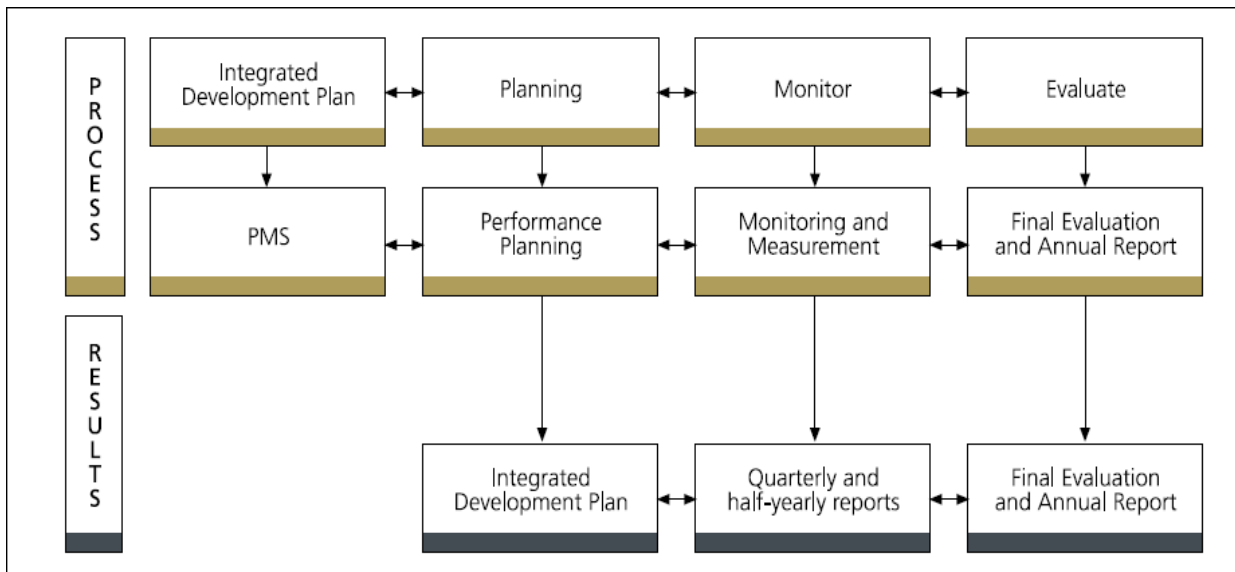 PROCESS
Integrated
Development Plan
Planning
Monitor
Evaluate
PMS
Performance
Planning
Monitoring and
Measurement
Final Evaluation
and Annual Report
RESULTS
Integrated
Development Plan
Quarterly and
half-yearly reports
Final Evaluation
and Annual Report